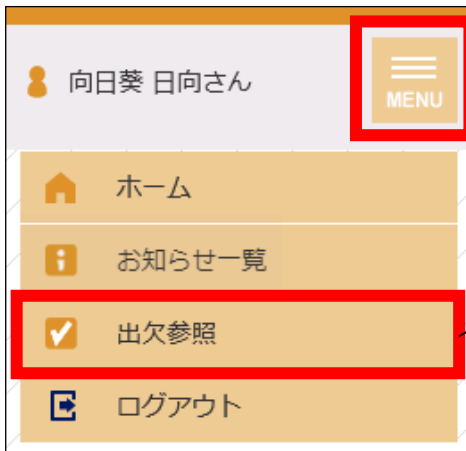 向日葵 日向さん
MENU
ホーム
お知らせ一覧
出欠参照
ログアウト